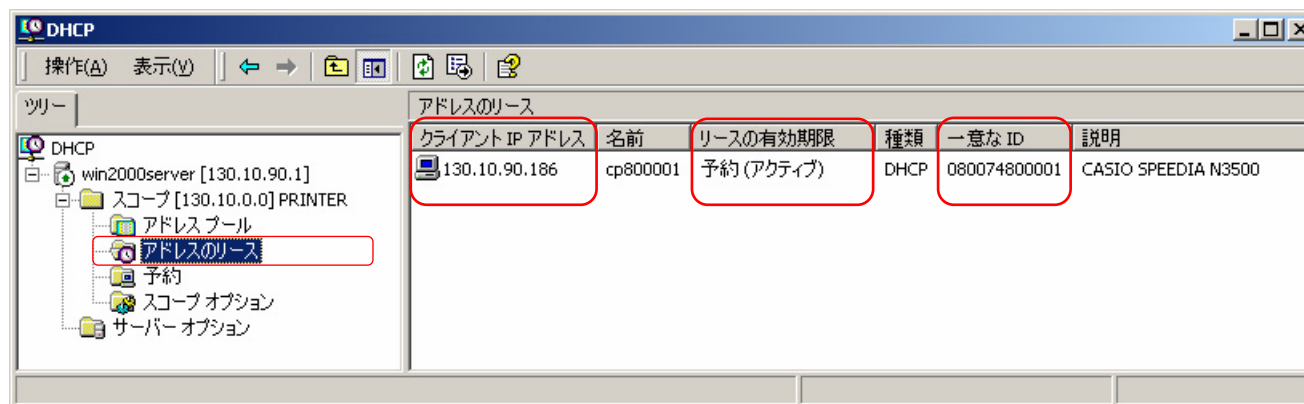 DHCP
操作(A) 表示(V)
ツリー
アドレスのリース
クライアント IP アドレス 名前 リースの有効期限 種類 一意な ID 説明
130.10.90.186 cp800001 予約 (アクティブ) DHCP 080074800001 CASIO SPEEDIA N3500
DHCP
win2000server [130.10.90.1]
スコープ [130.10.0.0] PRINTER
アドレス プール
アドレスのリース
予約
スコープ オプション
サーバー オプション